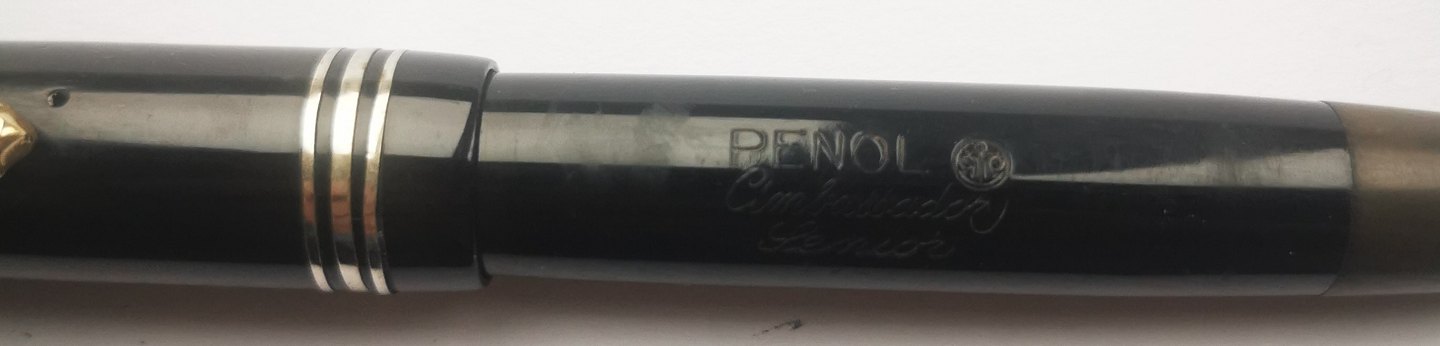 PENOL
Ambassador
Senior